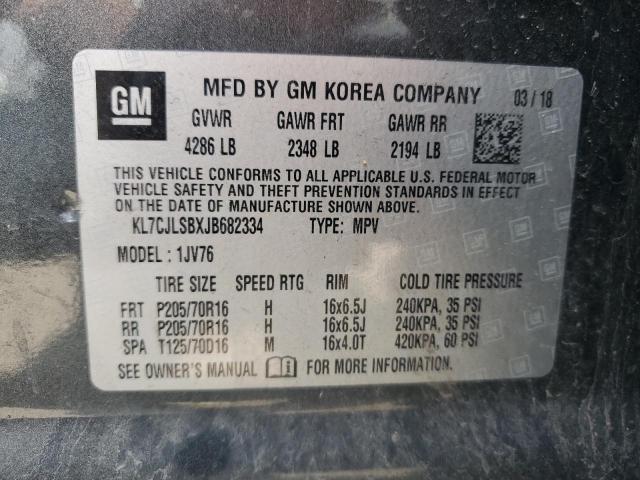 GM
MFD BY GM KOREA COMPANY 03 / 18
GVWR GAWR FRT GAWR RR
4286 LB 2348 LB 2194 LB
THIS VEHICLE CONFORMS TO ALL APPLICABLE U.S. FEDERAL MOTOR
VEHICLE SAFETY AND THEFT PREVENTION STANDARDS IN EFFECT
ON THE DATE OF MANUFACTURE SHOWN ABOVE.
KL7CJLSBXJB682334 TYPE: MPV
MODEL : 1JV76
TIRE SIZE SPEED RTG RIM COLD TIRE PRESSURE
FRT P205/70R16 H 16x6.5J 240KPA, 35 PSI
RR P205/70R16 H 16x6.5J 240KPA, 35 PSI
SPA T125/70D16 M 16x4.0T 420KPA, 60 PSI
SEE OWNER'S MANUAL FOR MORE INFORMATION.